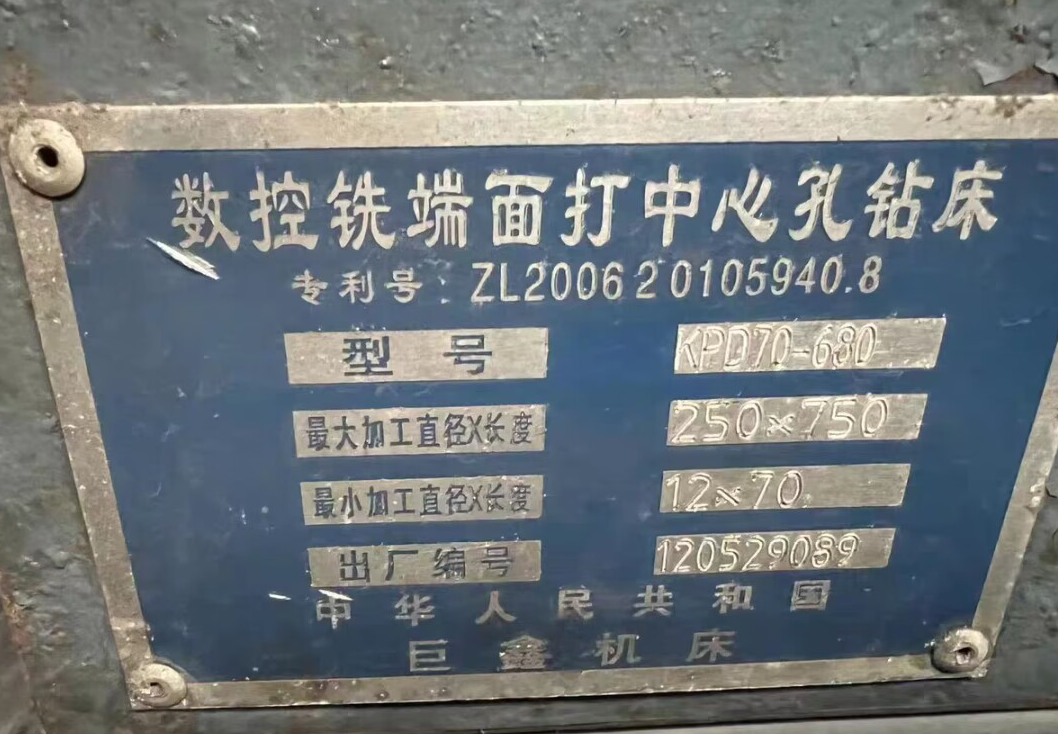 数控铣端面打中心孔钻床
专利号:ZL200620105940.8
型号 KPD70-680
最大加工直径X长度 250×750
最小加工直径X长度 12×70
出厂编号 120529089
中华人民共和国
巨鑫机床